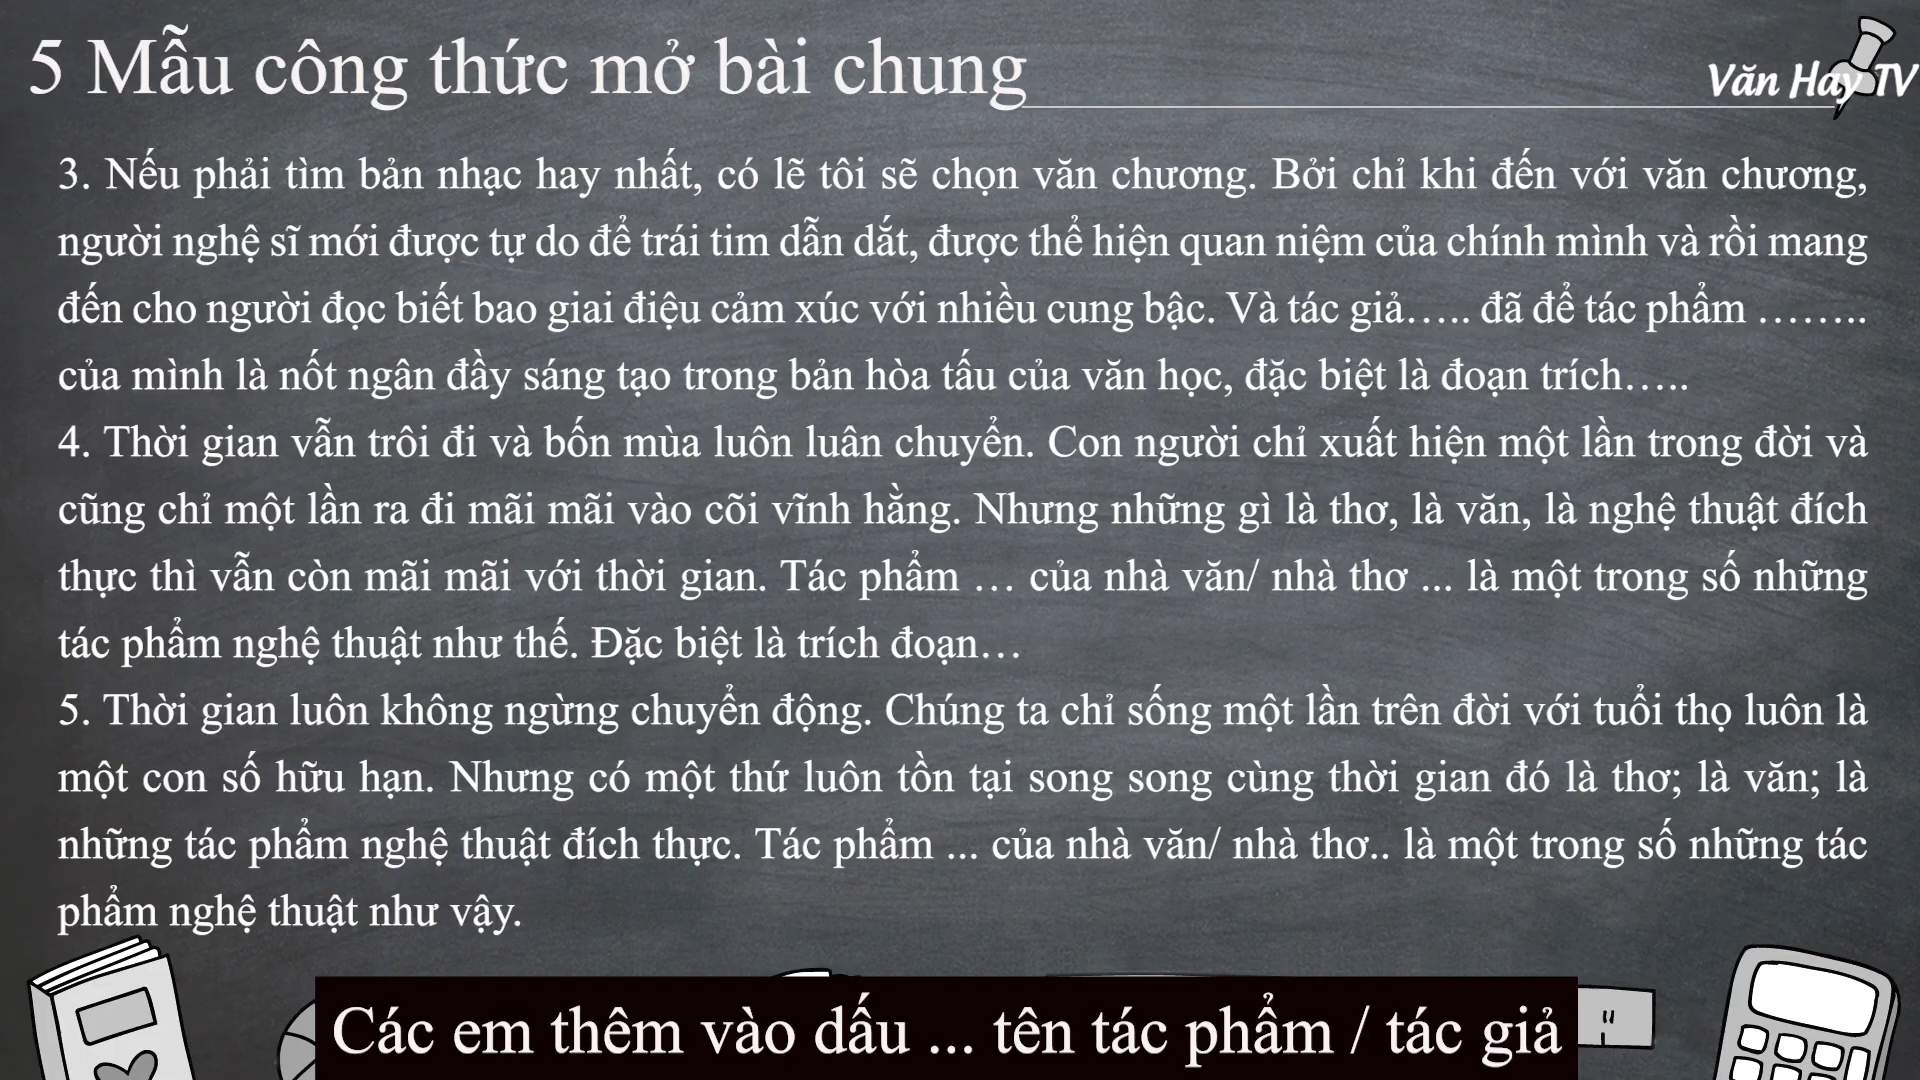 5 Mẫu công thức mở bài chung
Văn Hay TV
3. Nếu phải tìm bản nhạc hay nhất, có lẽ tôi sẽ chọn văn chương. Bởi chỉ khi đến với văn chương,
người nghệ sĩ mới được tự do để trái tim dẫn dắt, được thể hiện quan niệm của chính mình và rồi mang
đến cho người đọc biết bao giai điệu cảm xúc với nhiều cung bậc. Và tác giả….. đã để tác phẩm ……..
của mình là nốt ngân đầy sáng tạo trong bản hòa tấu của văn học, đặc biệt là đoạn trích…..
4. Thời gian vẫn trôi đi và bốn mùa luôn luân chuyển. Con người chỉ xuất hiện một lần trong đời và
cũng chỉ một lần ra đi mãi mãi vào cõi vĩnh hằng. Nhưng những gì là thơ, là văn, là nghệ thuật đích
thực thì vẫn còn mãi mãi với thời gian. Tác phẩm … của nhà văn/ nhà thơ ... là một trong số những
tác phẩm nghệ thuật như thế. Đặc biệt là trích đoạn…
5. Thời gian luôn không ngừng chuyển động. Chúng ta chỉ sống một lần trên đời với tuổi thọ luôn là
một con số hữu hạn. Nhưng có một thứ luôn tồn tại song song cùng thời gian đó là thơ; là văn; là
những tác phẩm nghệ thuật đích thực. Tác phẩm ... của nhà văn/ nhà thơ.. là một trong số những tác
phẩm nghệ thuật như vậy.
Các em thêm vào dấu ... tên tác phẩm / tác giả